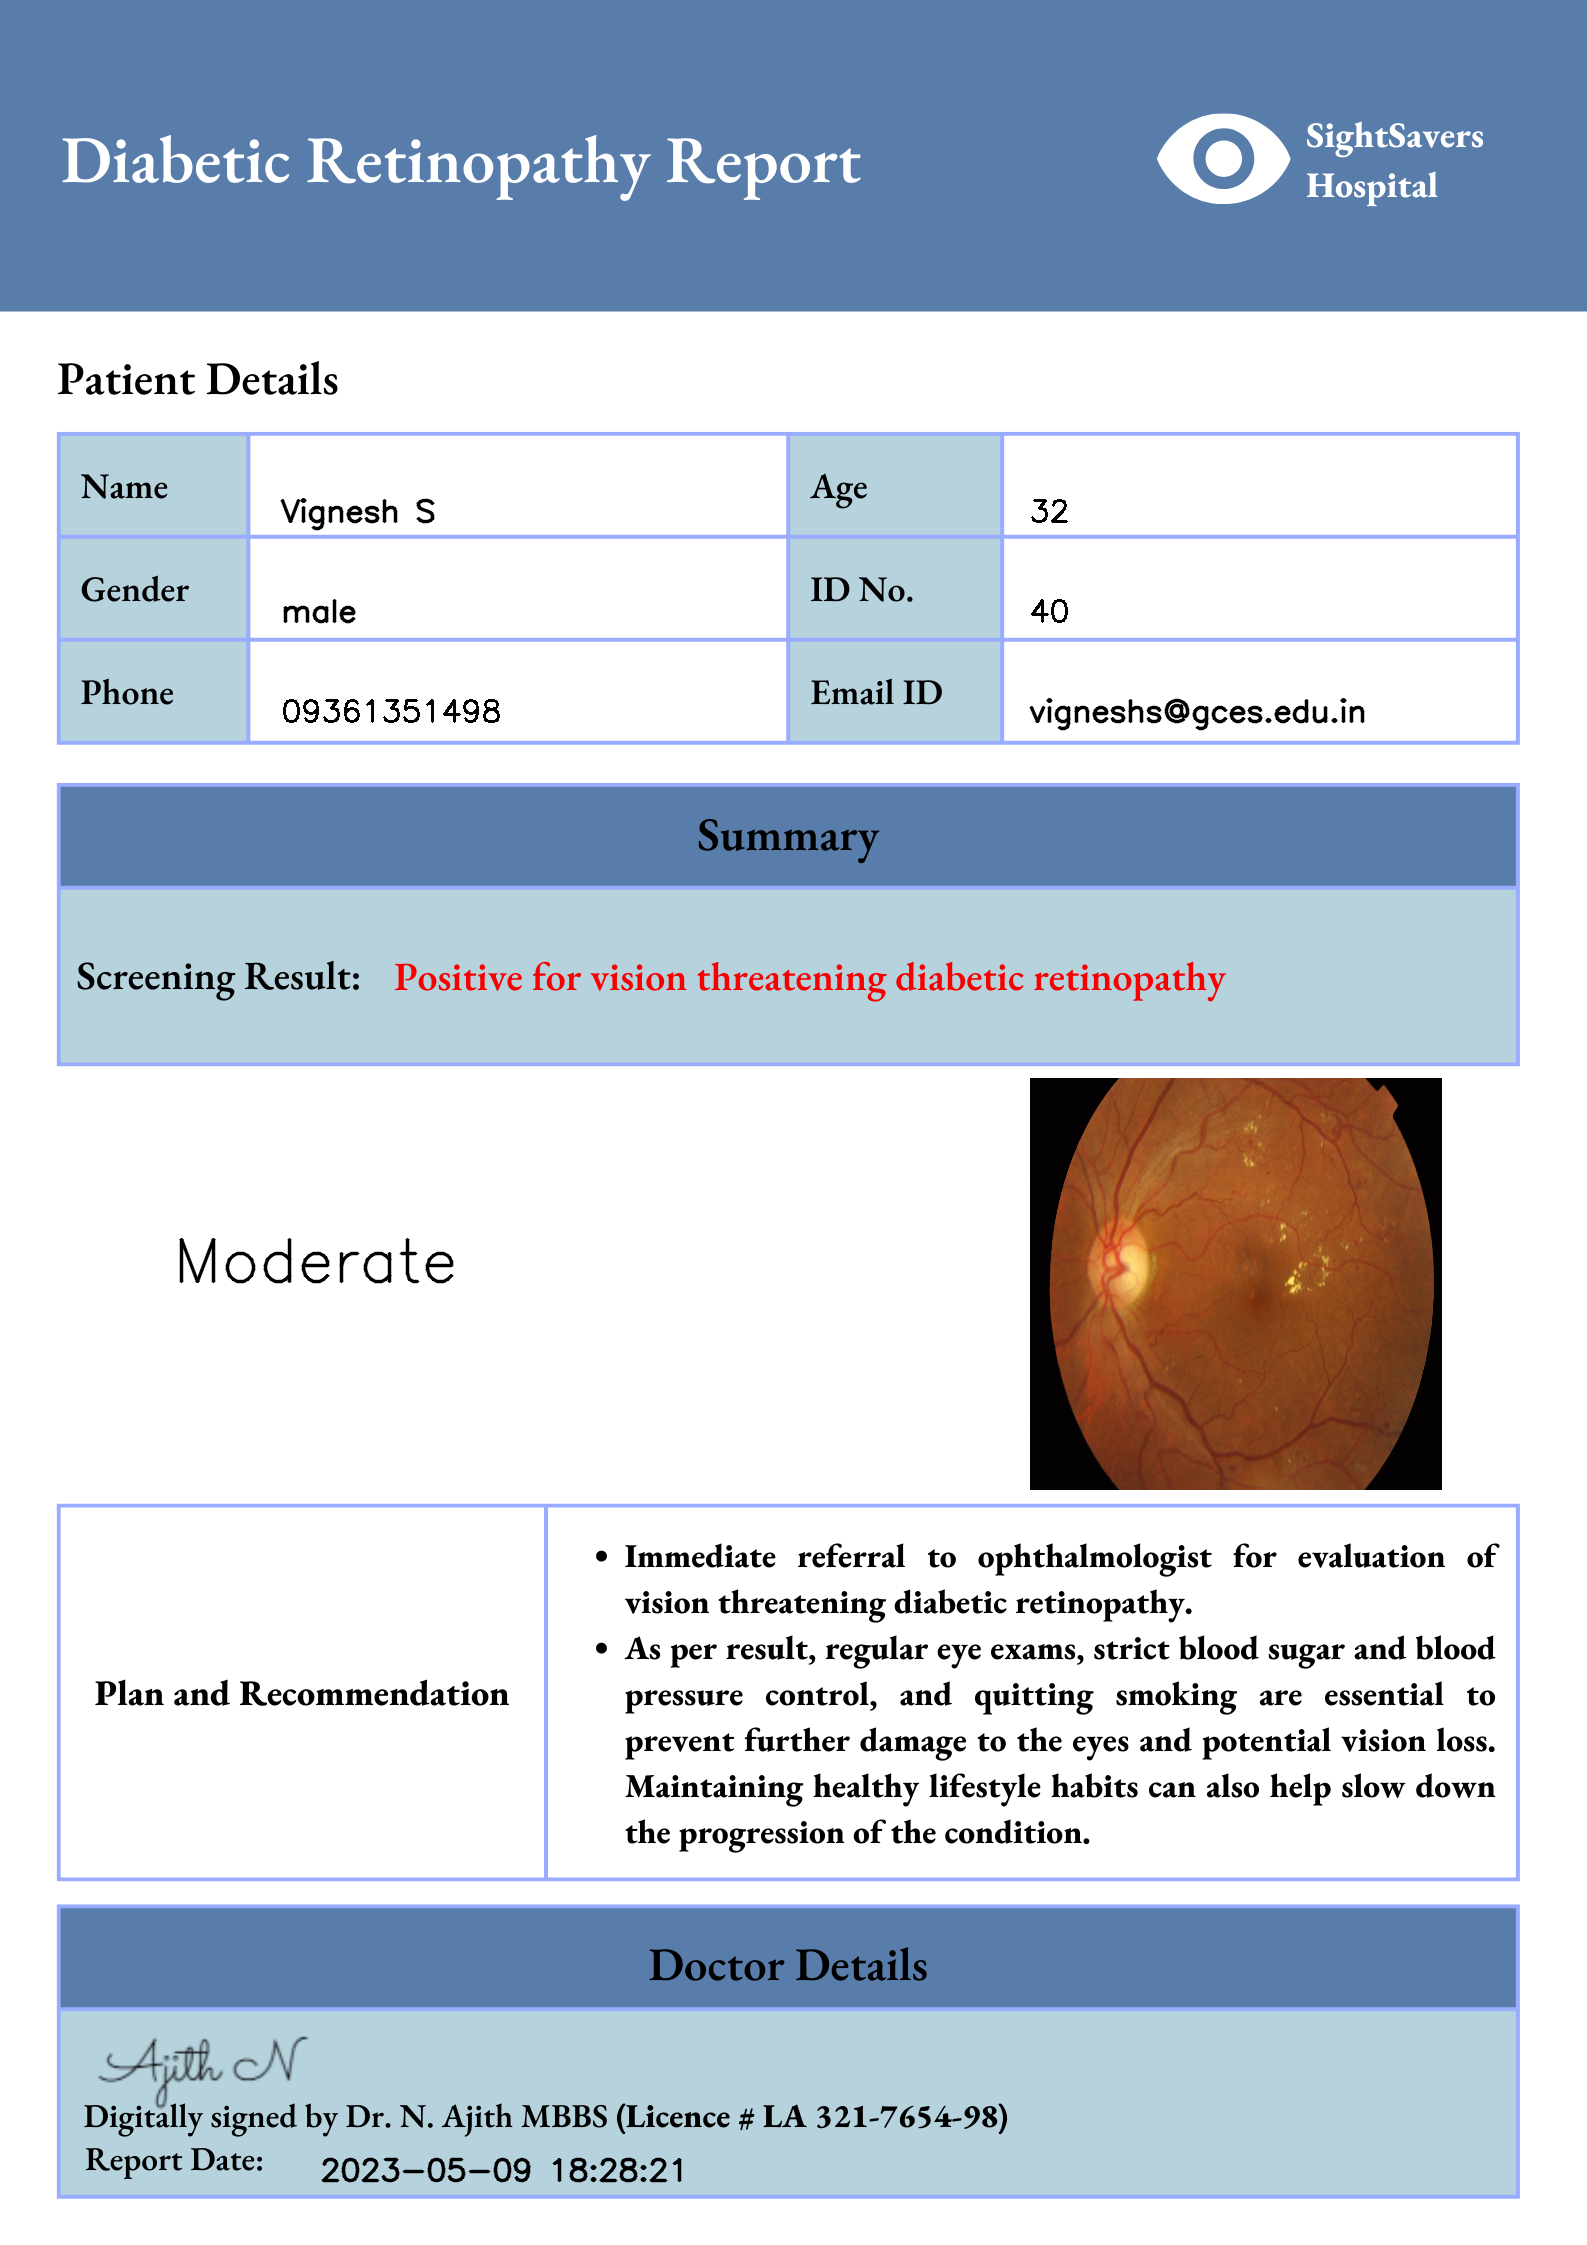 Diabetic Retinopathy Report
SightSavers
Hospital
Patient Details
Name Vignesh S Age 32
Gender male ID No. 40
Phone 09361351498 Email ID vigneshs@gces.edu.in
Summary
Screening Result: Positive for vision threatening diabetic retinopathy
Moderate
Plan and Recommendation
• Immediate referral to ophthalmologist for evaluation of
vision threatening diabetic retinopathy.
• As per result, regular eye exams, strict blood sugar and blood
pressure control, and quitting smoking are essential to
prevent further damage to the eyes and potential vision loss.
Maintaining healthy lifestyle habits can also help slow down
the progression of the condition.
Doctor Details
Ajith N
Digitally signed by Dr. N. Ajith MBBS (Licence # LA 321-7654-98)
Report Date: 2023-05-09 18:28:21